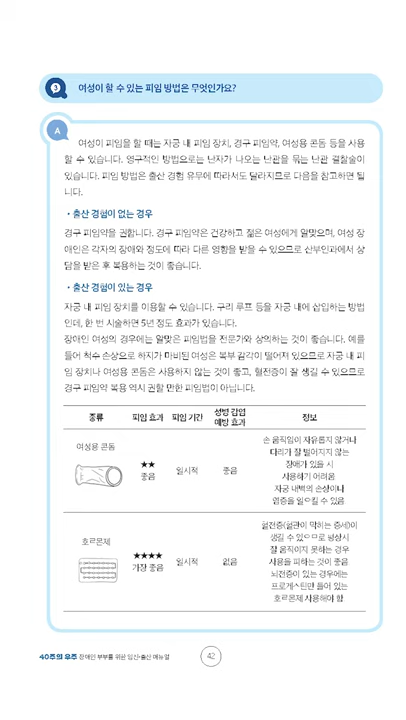 3 여성이 할 수 있는 피임 방법은 무엇인가요?
A
여성이 피임을 할 때는 자궁 내 피임 장치, 경구 피임약, 여성용 콘돔 등을 사용
할 수 있습니다. 영구적인 방법으로는 난자가 나오는 난관을 묶는 난관 결찰술이
있습니다. 피임 방법은 출산 경험 유무에 따라서도 달라지므로 다음을 참고하면 됩
니다.
• 출산 경험이 없는 경우
경구 피임약을 권합니다. 경구 피임약은 건강하고 젊은 여성에게 알맞으며, 여성 장
애인은 각자의 장애와 정도에 따라 다른 영향을 받을 수 있으므로 산부인과에서 상
담을 받은 후 복용하는 것이 좋습니다.
• 출산 경험이 있는 경우
자궁 내 피임 장치를 이용할 수 있습니다. 구리 루프 등을 자궁 내에 삽입하는 방법
인데, 한 번 시술하면 5년 정도 효과가 있습니다.
장애인 여성의 경우에는 알맞은 피임법을 전문가와 상의하는 것이 좋습니다. 예를
들어 척수 손상으로 하지가 마비된 여성은 복부 감각이 떨어져 있으므로 자궁 내 피
임 장치나 여성용 콘돔은 사용하지 않는 것이 좋고, 혈전증이 잘 생길 수 있으므로
경구 피임약 복용 역시 권할 만한 피임법이 아닙니다.
종류 피임 효과 피임 기간 성병 감염 예방 효과 정보
여성용 콘돔
★★
좋음
일시적
좋음
손 움직임이 자유롭지 않거나
다리가 잘 벌어지지 않는
장애가 있을 시
사용하기 어려움
자궁 내벽의 손상이나
염증을 일으킬 수 있음
호르몬제
★★★★
가장 좋음
일시적
없음
혈전증(혈관이 막히는 증세)이
생길 수 있으므로 평상시
잘 움직이지 못하는 경우
사용을 피하는 것이 좋음
뇌전증이 있는 경우에는
프로게스틴만 들어 있는
호르몬제 사용해야 함
40주의 우주 장애인 부부를 위한 임신·출산 매뉴얼
42